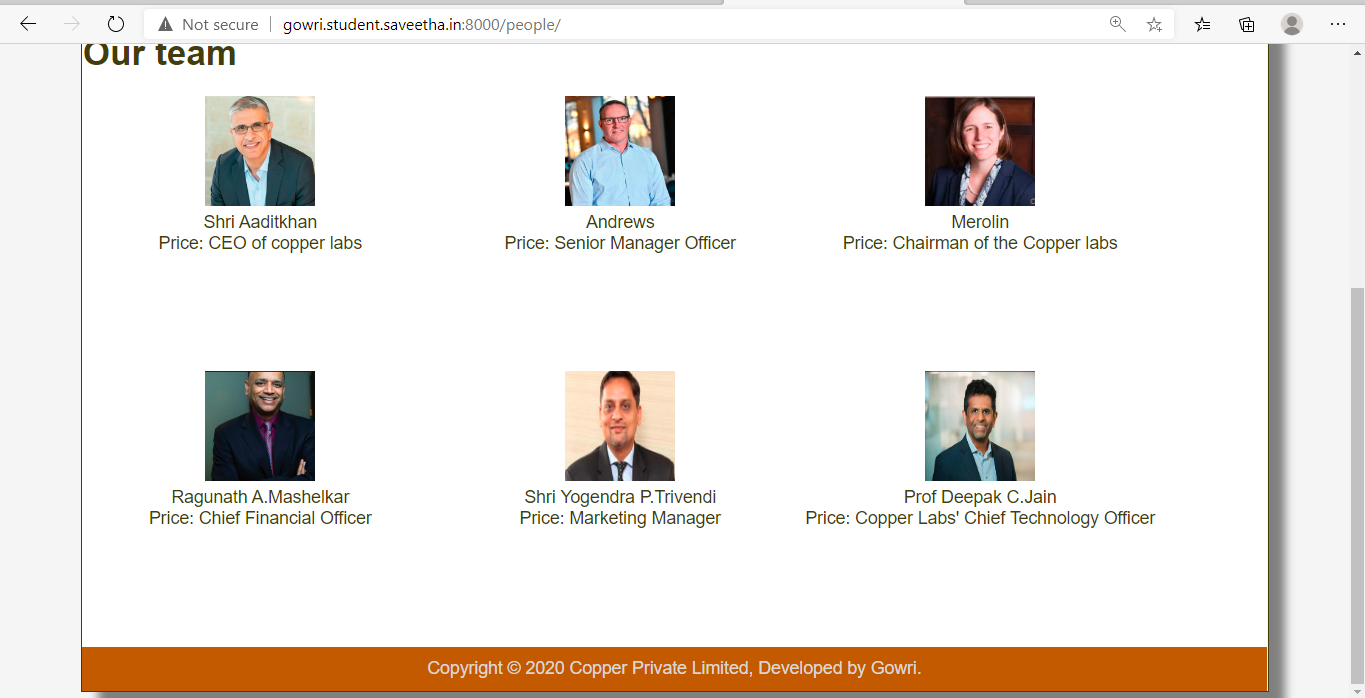 Not secure | gowri.student.saveetha.in:8000/people/
Our team
Shri Aaditkhan
Price: CEO of copper labs
Andrews
Price: Senior Manager Officer
Merolin
Price: Chairman of the Copper labs
Ragunath A.Mashelkar
Price: Chief Financial Officer
Shri Yogendra P.Trivendi
Price: Marketing Manager
Prof Deepak C.Jain
Price: Copper Labs' Chief Technology Officer
Copyright © 2020 Copper Private Limited, Developed by Gowri.